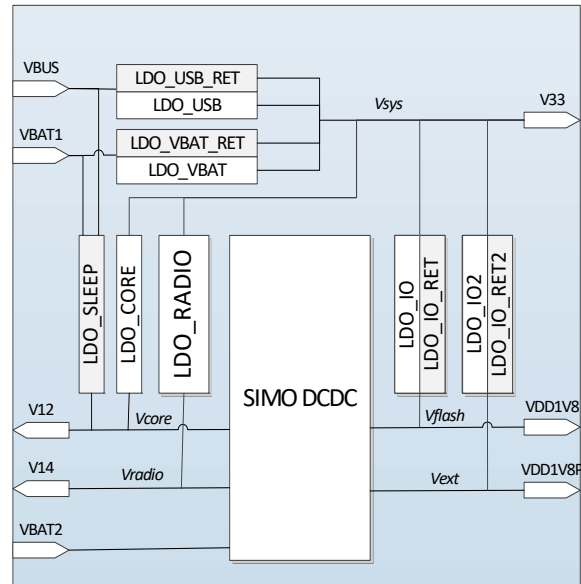 VBUS
LDO_USB_RET
LDO_USB
Vsys
V33
VBAT1
LDO_VBAT_RET
LDO_VBAT
LDO_SLEEP
LDO_CORE
LDO_RADIO
SIMO DCDC
LDO_IO
LDO_IO_RET
LDO_IO2
LDO_IO_RET2
V12
Vcore
Vflash
VDD1V8
V14
Vradio
Vext
VDD1V8P
VBAT2